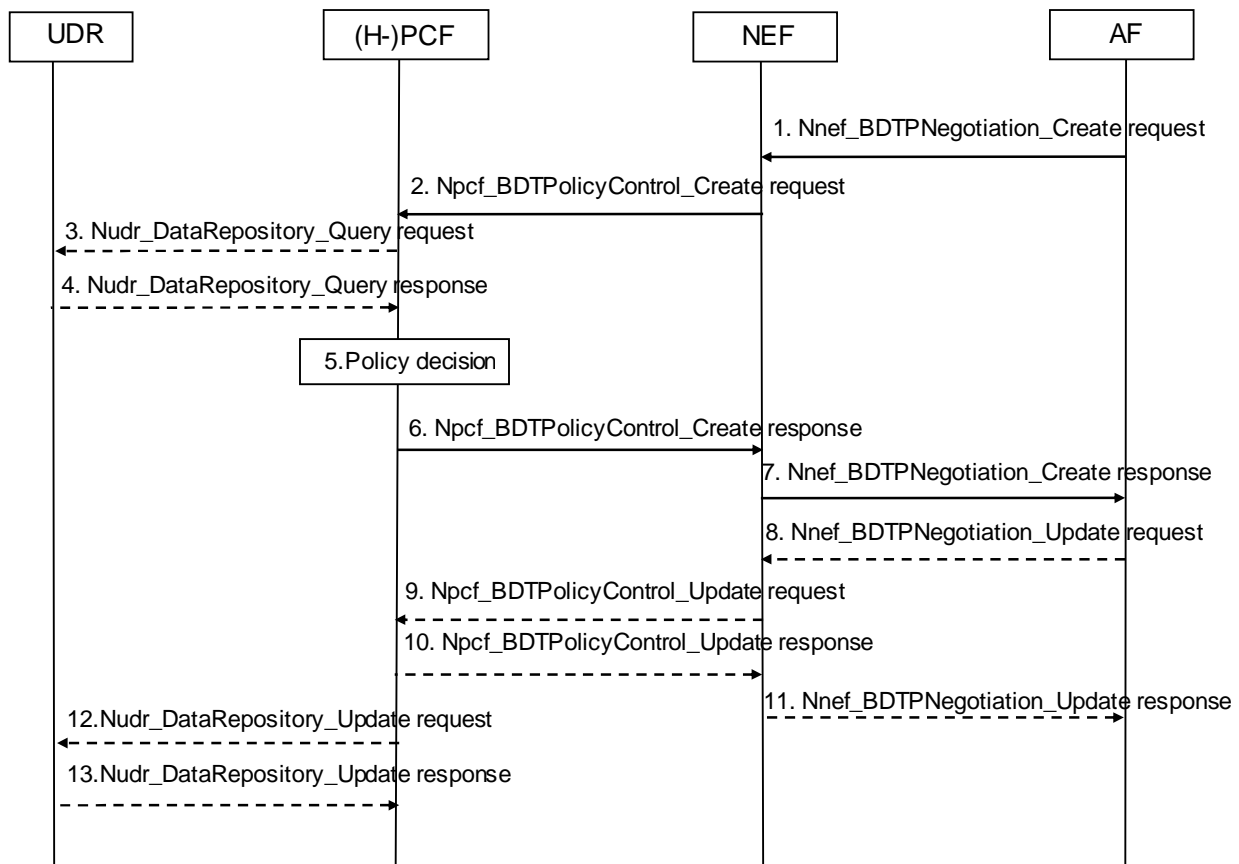 UDR
(H-)PCF
NEF
AF
1. Nnef_BDTPNegotiation_Create request
2. Npcf_BDTPolicyControl_Create request
3. Nudr_DataRepository_Query request
4. Nudr_DataRepository_Query response
5.Policy decision
6. Npcf_BDTPolicyControl_Create response
7. Nnef_BDTPNegotiation_Create response
8. Nnef_BDTPNegotiation_Update request
9. Npcf_BDTPolicyControl_Update request
10. Npcf_BDTPolicyControl_Update response
11. Nnef_BDTPNegotiation_Update response
12.Nudr_DataRepository_Update request
13.Nudr_DataRepository_Update response